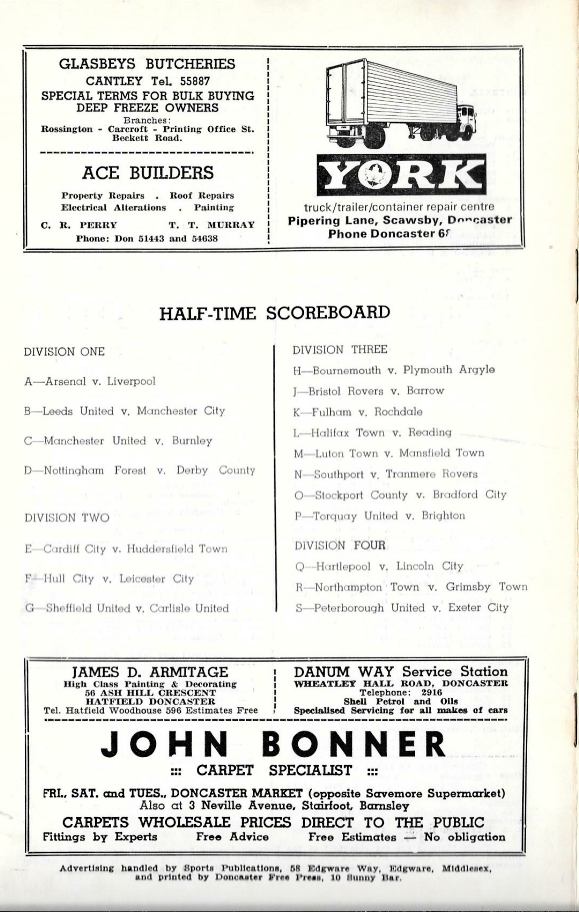 GLASBEYS BUTCHERIES
CANTLEY Tel. 55887
SPECIAL TERMS FOR BULK BUYING
DEEP FREEZE OWNERS
Branches:
Rossington - Carcroft - Printing Office St.
Beckett Road.
ACE BUILDERS
Property Repairs . Roof Repairs
Electrical Alterations . Painting
C. R. PERRY T. T. MURRAY
Phone: Don 51443 and 54638
YORK
truck/trailer/container repair centre
Pipering Lane, Scawsby, Doncaster
Phone Doncaster
HALF-TIME SCOREBOARD
DIVISION ONE
A—Arsenal v. Liverpool
B—Leeds United v. Manchester City
C—Manchester United v. Burnley
D—Nottingham Forest v. Derby County
DIVISION TWO
E—Cardiff City v. Huddersfield Town
F—Hull City v. Leicester City
G—Sheffield United v. Carlisle United
DIVISION THREE
H—Bournemouth v. Plymouth Argyle
J—Bristol Rovers v. Barrow
K—Fulham v. Rochdale
L—Halifax Town v. Reading
M—Luton Town v. Mansfield Town
N—Southport v. Tranmere Rovers
O—Stockport County v. Bradford City
P—Torquay United v. Brighton
DIVISION FOUR
Q—Hartlepool v. Lincoln City
R—Northampton Town v. Grimsby Town
S—Peterborough United v. Exeter City
JAMES D. ARMITAGE
High Class Painting & Decorating
56 ASH HILL CRESCENT
HATFIELD DONCASTER
Tel. Hatfield Woodhouse 596 Estimates Free
DANUM WAY Service Station
WHEATLEY HALL ROAD, DONCASTER
Telephone: 2916
Shell Petrol and Oils
Specialised Servicing for all makes of cars
JOHN BONNER
::: CARPET SPECIALIST :::
FRI., SAT. and TUES., DONCASTER MARKET (opposite Savemore Supermarket)
Also at 3 Neville Avenue, Stairfoot, Barnsley
CARPETS WHOLESALE PRICES DIRECT TO THE PUBLIC
Fittings by Experts Free Advice Free Estimates — No obligation
Advertising handled by Sports Publications, 58 Edgware Way, Edgware, Middlesex,
and printed by Doncaster Free Press, 10 Sunny Bar.